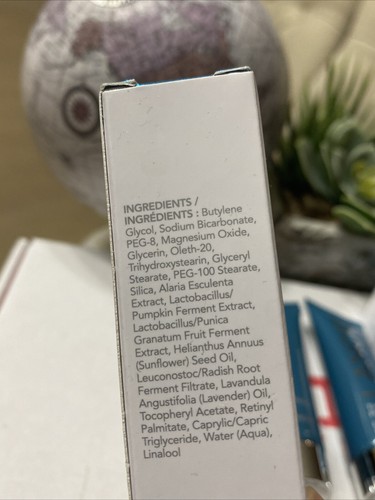 INGREDIENTS /
INGRÉDIENTS : Butylene
Glycol, Sodium Bicarbonate,
PEG-8, Magnesium Oxide,
Glycerin, Oleth-20,
Trihydroxystearin, Glyceryl
Stearate, PEG-100 Stearate,
Silica, Alaria Esculenta
Extract, Lactobacillus/
Pumpkin Ferment Extract,
Lactobacillus/Punica
Granatum Fruit Ferment
Extract, Helianthus Annuus
(Sunflower) Seed Oil,
Leuconostoc/Radish Root
Ferment Filtrate, Lavandula
Angustifolia (Lavender) Oil,
Tocopheryl Acetate, Retinyl
Palmitate, Caprylic/Capric
Triglyceride, Water (Aqua),
Linalool